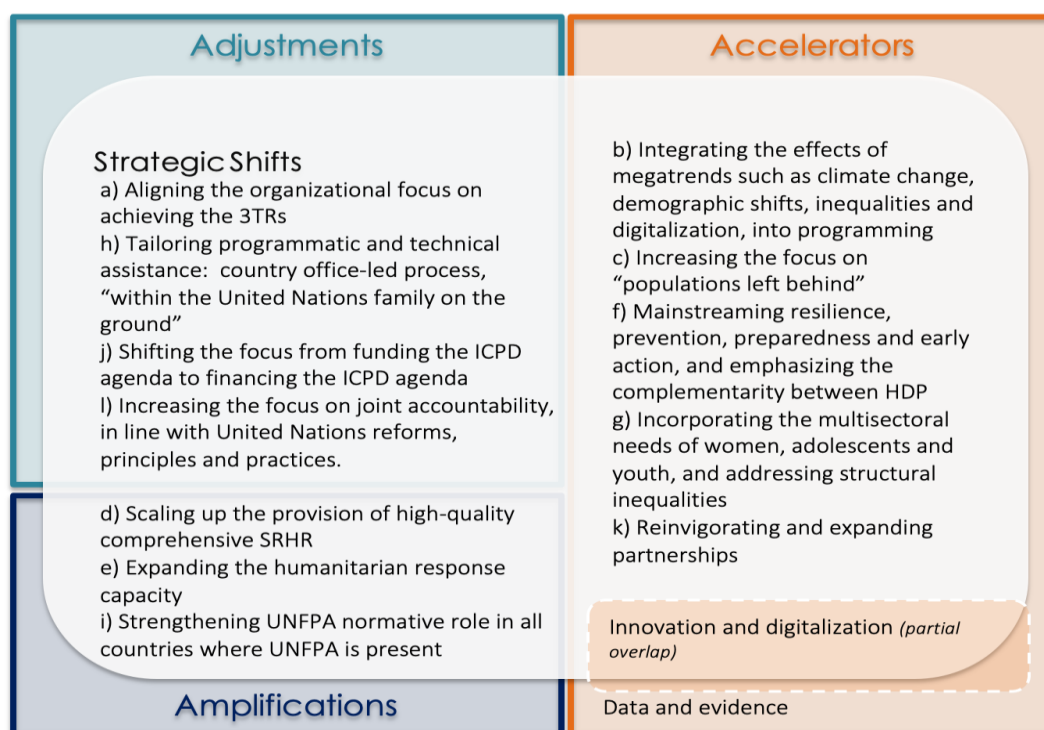 Adjustments
Strategic Shifts
a) Aligning the organizational focus on
achieving the 3TRs
h) Tailoring programmatic and technical
assistance: country office-led process,
“within the United Nations family on the
ground”
j) Shifting the focus from funding the ICPD
agenda to financing the ICPD agenda
l) Increasing the focus on joint accountability,
in line with United Nations reforms,
principles and practices.
d) Scaling up the provision of high-quality
comprehensive SRHR
e) Expanding the humanitarian response
capacity
i) Strengthening UNFPA normative role in all
countries where UNFPA is present
Amplifications
Accelerators
b) Integrating the effects of
megatrends such as climate change,
demographic shifts, inequalities and
digitalization, into programming
c) Increasing the focus on
“populations left behind”
f) Mainstreaming resilience,
prevention, preparedness and early
action, and emphasizing the
complementarity between HDP
g) Incorporating the multisectoral
needs of women, adolescents and
youth, and addressing structural
inequalities
k) Reinvigorating and expanding
partnerships
Innovation and digitalization (partial
overlap)
Data and evidence